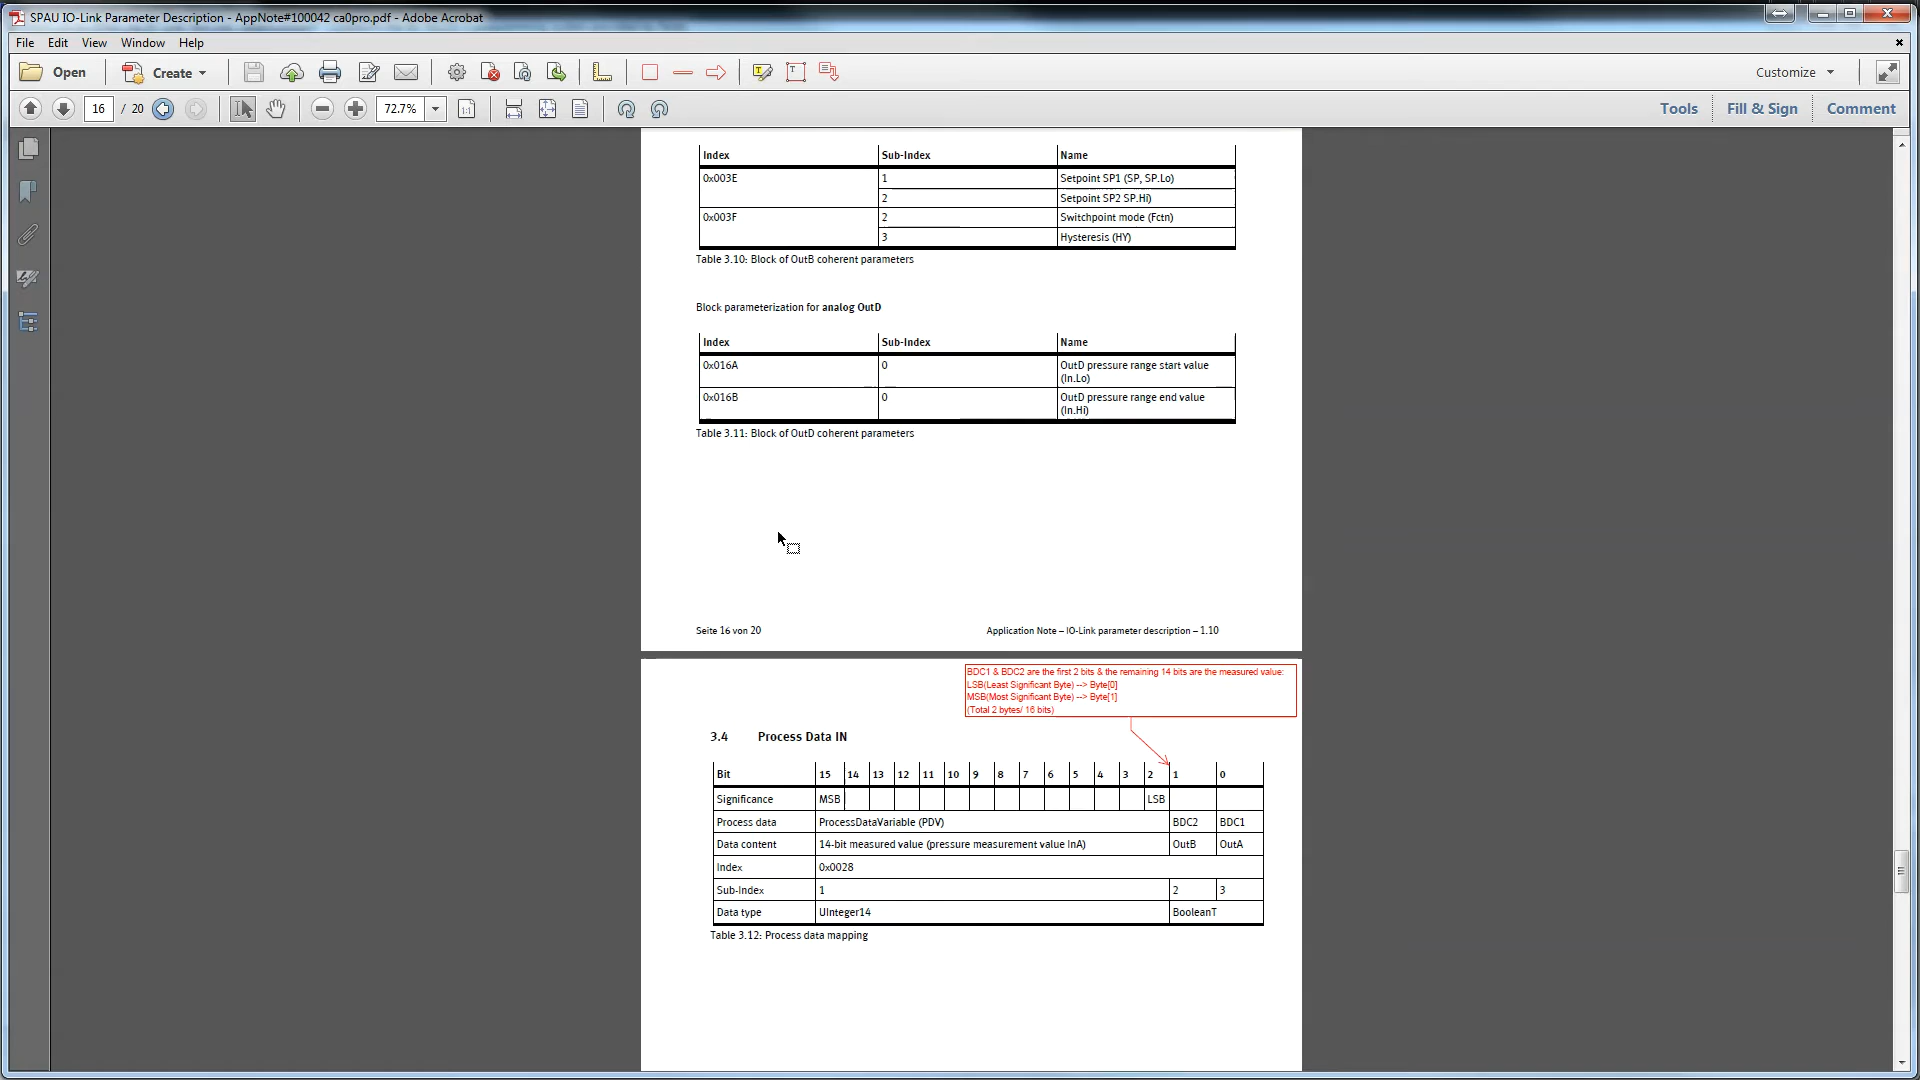 SPAU IO-Link Parameter Description - AppNote#100042 ca0pro.pdf - Adobe Acrobat
File Edit View Window Help
Open Create Customize
16 / 20 72.7% Tools Fill & Sign Comment
Index Sub-Index Name
0x003E 1 Setpoint SP1 (SP, SP.Lo)
2 Setpoint SP2 SP.Hi)
0x003F 2 Switchpoint mode (Fctn)
3 Hysteresis (HY)
Table 3.10: Block of OutB coherent parameters
Block parameterization for analog OutD
Index Sub-Index Name
0x016A 0 OutD pressure range start value
(In.Lo)
0x016B 0 OutD pressure range end value
(In.Hi)
Table 3.11: Block of OutD coherent parameters
Seite 16 von 20 Application Note – IO-Link parameter description – 1.10
BDC1 & BDC2 are the first 2 bits & the remaining 14 bits are the measured value:
LSB(Least Significant Byte) --> Byte[0]
MSB(Most Significant Byte) --> Byte[1]
(Total 2 bytes/ 16 bits)
3.4 Process Data IN
Bit 15 14 13 12 11 10 9 8 7 6 5 4 3 2 1 0
Significance MSB LSB
Process data ProcessDataVariable (PDV) BDC2 BDC1
Data content 14-bit measured value (pressure measurement value InA) OutB OutA
Index 0x0028
Sub-Index 1 2 3
Data type UInteger14 BooleanT
Table 3.12: Process data mapping